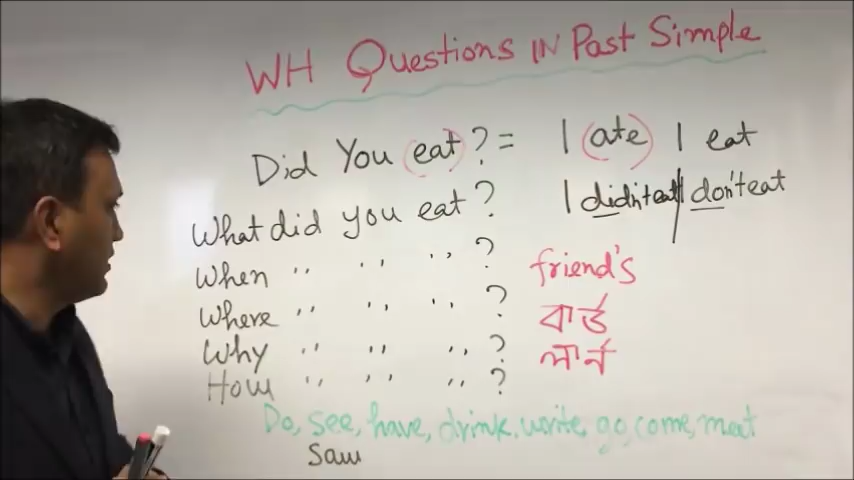 WH Questions IN Past Simple
Did You (eat)? = I (ate) I eat
What did you eat? I didn't eat/I don't eat
When " " " ? friend's
Where " " " ? বার্ড
Why " " " ? লার্ন
How " " " ?
Do, see, have, drink, write, go, come, meet
Saw